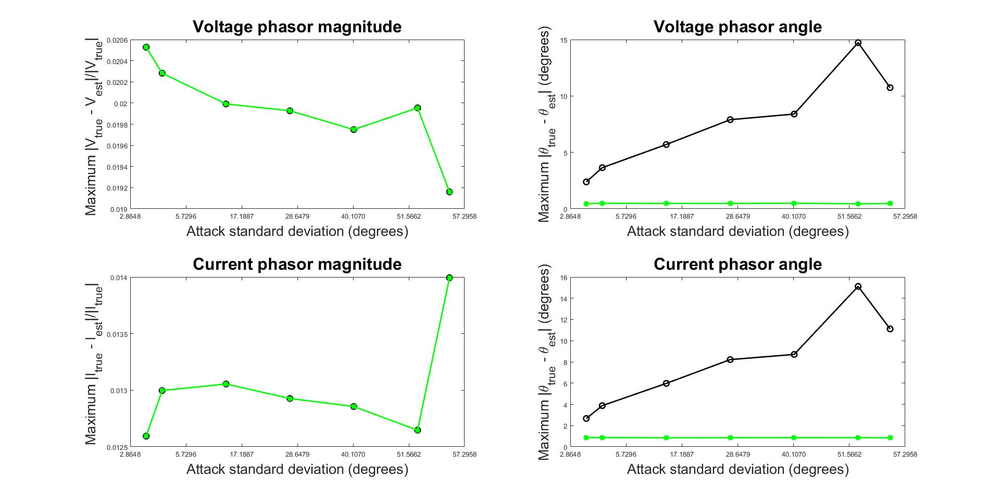 Voltage phasor magnitude
Maximum |V_true - V_est|/|V_true|
0.0206
0.0204
0.0202
0.02
0.0198
0.0196
0.0194
0.0192
0.019
2.8648 5.7296 17.1887 28.6479 40.1070 51.5662 57.2958
Attack standard deviation (degrees)
Voltage phasor angle
Maximum |θ_true - θ_est| (degrees)
15
10
5
0
2.8648 5.7296 17.1887 28.6479 40.1070 51.5662 57.2958
Attack standard deviation (degrees)
Current phasor magnitude
Maximum ||I_true - I_est|/|I_true|
0.014
0.0135
0.013
0.0125
2.8648 5.7296 17.1887 28.6479 40.1070 51.5662 57.2958
Attack standard deviation (degrees)
Current phasor angle
Maximum |θ_true - θ_est| (degrees)
16
14
12
10
8
6
4
2
0
2.8648 5.7296 17.1887 28.6479 40.1070 51.5662 57.2958
Attack standard deviation (degrees)